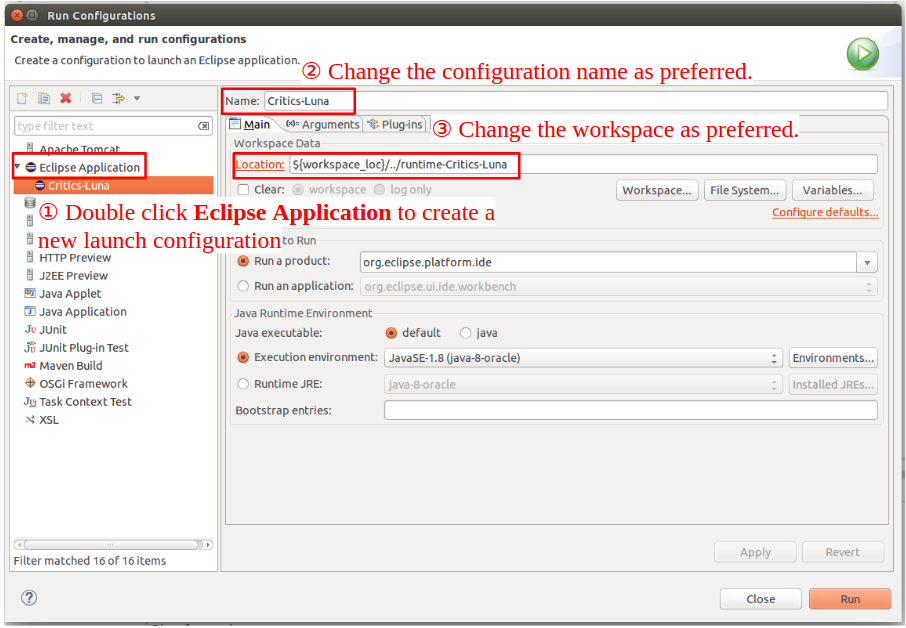 Run Configurations
Create, manage, and run configurations
Create a configuration to launch an Eclipse application.
② Change the configuration name as preferred.
type filter text
Apache Tomcat
Eclipse Application
Critics-Luna
① Double click Eclipse Application to create a
new launch configuration
HTTP Preview
J2EE Preview
Java Applet
Java Application
JUnit
JUnit Plug-in Test
Maven Build
OSGi Framework
Task Context Test
XSL
Filter matched 16 of 16 items
Name: Critics-Luna
Main (x)= Arguments Plug-ins
③ Change the workspace as preferred.
Workspace Data
Location: ${workspace_loc}/../runtime-Critics-Luna
Clear: workspace log only Workspace... File System... Variables...
Configure defaults...
to Run
Run a product: org.eclipse.platform.ide
Run an application: org.eclipse.ui.ide.workbench
Java Runtime Environment
Java executable: default java
Execution environment: JavaSE-1.8 (java-8-oracle) Environments...
Runtime JRE: java-8-oracle Installed JREs...
Bootstrap entries:
Apply Revert
Close Run